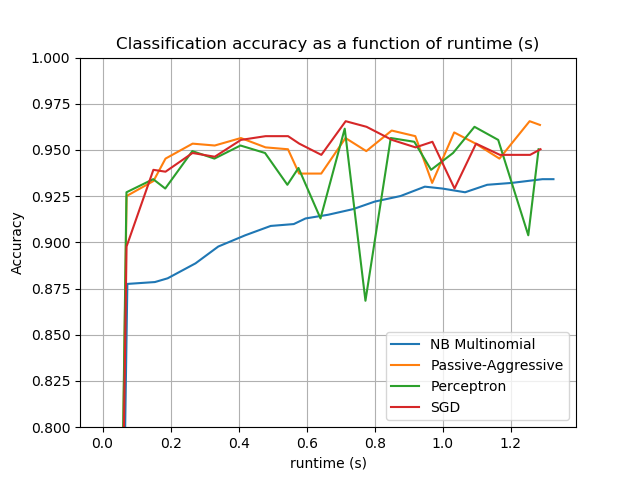 Classification accuracy as a function of runtime (s)
1.000
0.975
0.950
0.925
0.900
0.875
0.850
0.825
0.800
Accuracy
NB Multinomial
Passive-Aggressive
Perceptron
SGD
0.0 0.2 0.4 0.6 0.8 1.0 1.2
runtime (s)